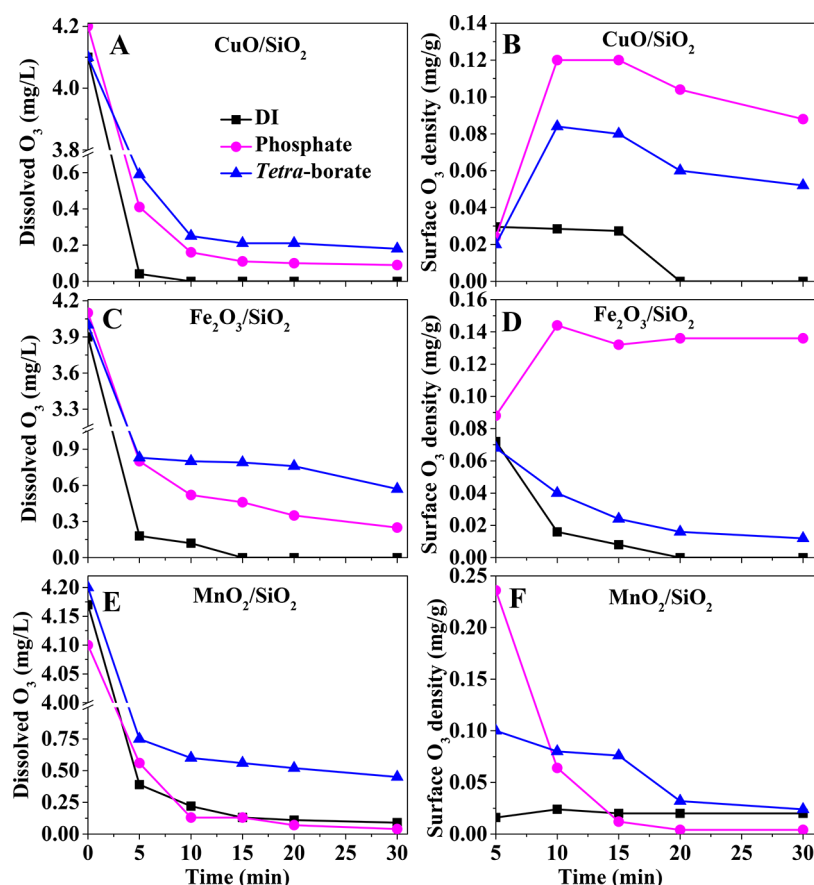 A
CuO/SiO2
DI
Phosphate
Tetra-borate
Dissolved O3 (mg/L)
4.2
4.0
3.8
0.6
0.4
0.2
0.0
B
CuO/SiO2
Surface O3 density (mg/g)
0.14
0.12
0.10
0.08
0.06
0.04
0.02
0.00
C
Fe2O3/SiO2
Dissolved O3 (mg/L)
4.2
3.9
3.6
3.3
0.9
0.6
0.3
0.0
D
Fe2O3/SiO2
Surface O3 density (mg/g)
0.16
0.14
0.12
0.10
0.08
0.06
0.04
0.02
0.00
E
MnO2/SiO2
Dissolved O3 (mg/L)
4.20
4.15
4.10
4.05
4.00
0.75
0.50
0.25
0.00
0 5 10 15 20 25 30
Time (min)
F
MnO2/SiO2
Surface O3 density (mg/g)
0.25
0.20
0.15
0.10
0.05
0.00
5 10 15 20 25 30
Time (min)